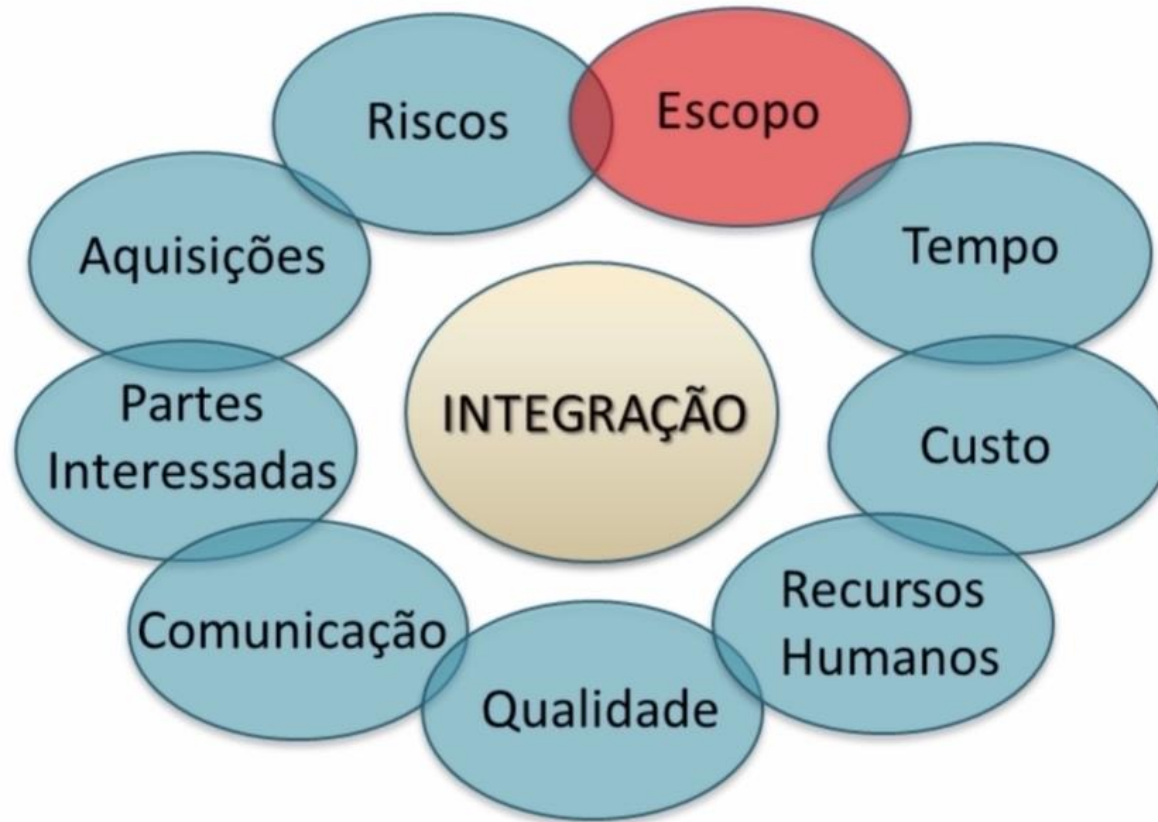 Riscos
Escopo
Aquisições
Tempo
Partes
Interessadas
INTEGRAÇÃO
Custo
Comunicação
Recursos
Humanos
Qualidade